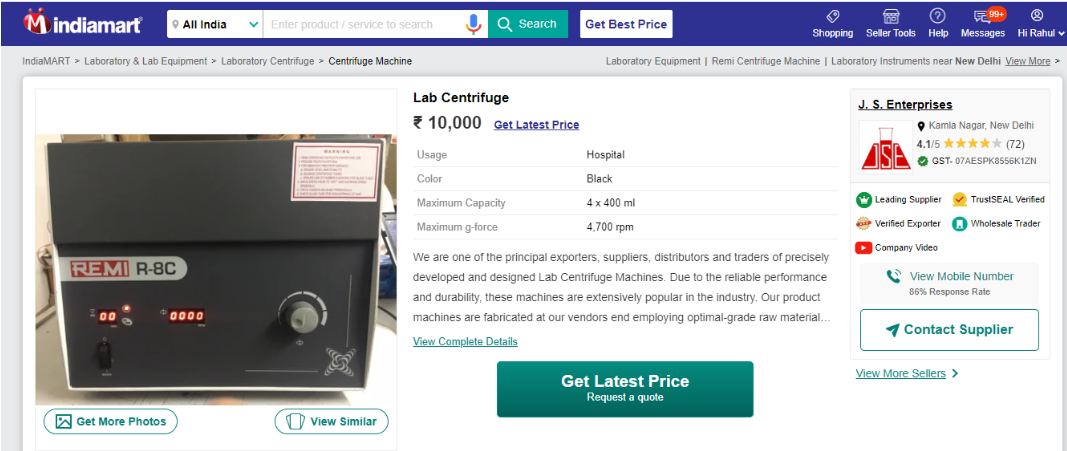 indiamart
All India
Enter product / service to search
Search
Get Best Price
99+
Shopping
Seller Tools
Help
Messages
Hi Rahul
IndiaMART > Laboratory & Lab Equipment > Laboratory Centrifuge > Centrifuge Machine
Laboratory Equipment | Remi Centrifuge Machine | Laboratory Instruments near New Delhi View More >
WARNING
REMI R-8C
00
0000
Get More Photos
View Similar
Lab Centrifuge
₹ 10,000 Get Latest Price
Usage Hospital
Color Black
Maximum Capacity 4 x 400 ml
Maximum g-force 4,700 rpm
We are one of the principal exporters, suppliers, distributors and traders of precisely
developed and designed Lab Centrifuge Machines. Due to the reliable performance
and durability, these machines are extensively popular in the industry. Our product
machines are fabricated at our vendors end employing optimal-grade raw material...
View Complete Details
Get Latest Price
Request a quote
J. S. Enterprises
JSE
Kamla Nagar, New Delhi
4.1/5 (72)
GST- 07AESPK8556K1ZN
Leading Supplier
TrustSEAL Verified
Verified Exporter
Wholesale Trader
Company Video
View Mobile Number
86% Response Rate
Contact Supplier
View More Sellers >